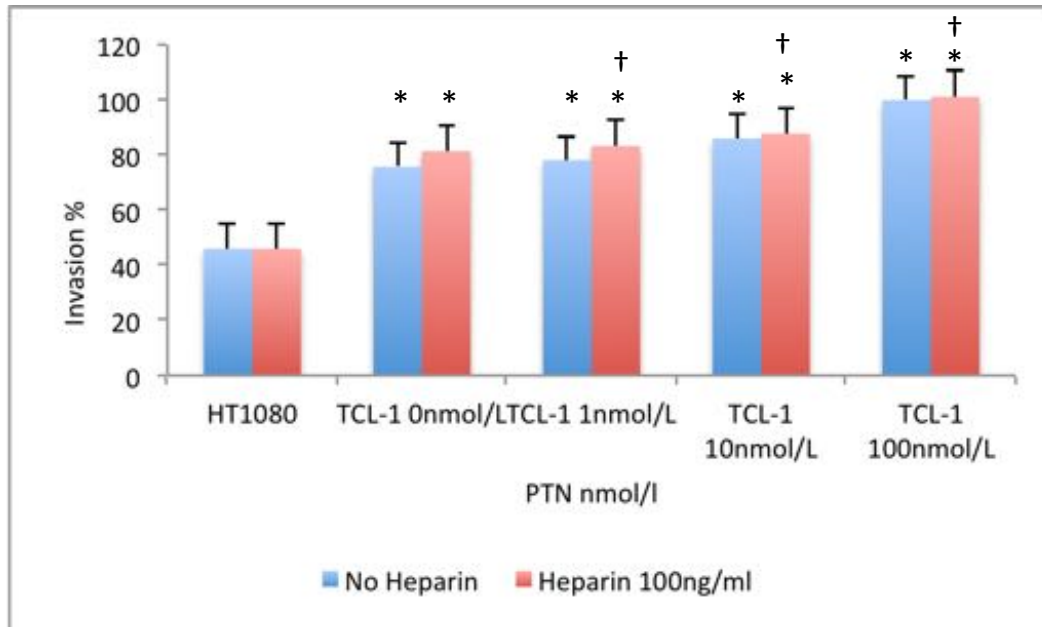 †
†
†
120
* *
100
* * * * * *
80
60
40
20
0
Invasion %
HT1080 TCL-1 0nmol/L TCL-1 1nmol/L TCL-1 10nmol/L TCL-1 100nmol/L
PTN nmol/l
No Heparin Heparin 100ng/ml